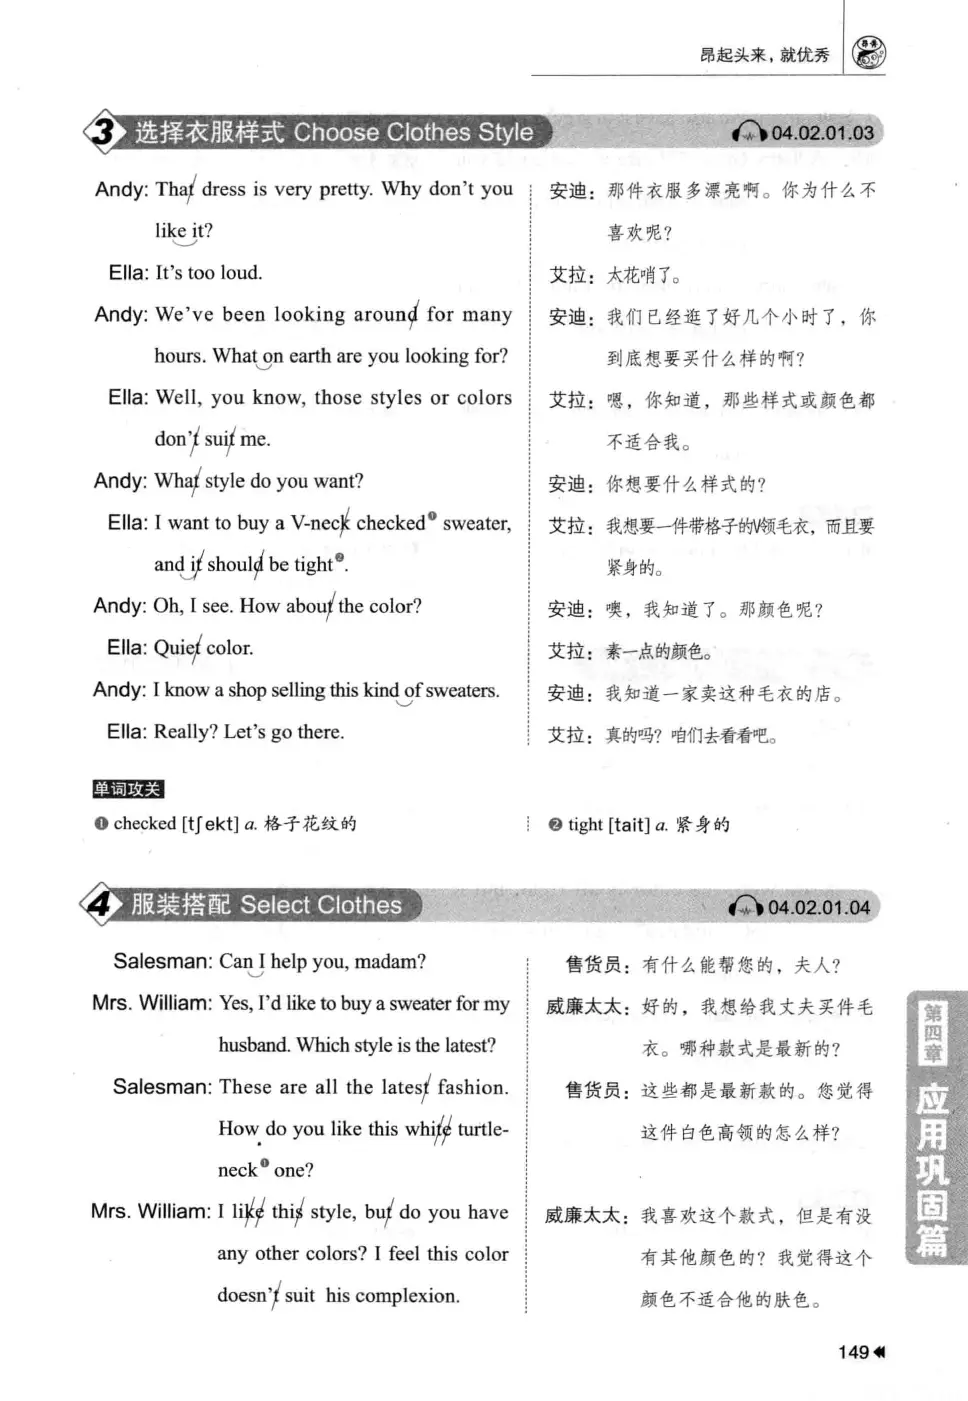 昂起头来，就优秀
3 选择衣服样式 Choose Clothes Style 04.02.01.03
Andy: That dress is very pretty. Why don't you
like it?
Ella: It's too loud.
Andy: We've been looking around for many
hours. What on earth are you looking for?
Ella: Well, you know, those styles or colors
don't suit me.
Andy: What style do you want?
Ella: I want to buy a V-neck checked❶ sweater,
and it should be tight❷.
Andy: Oh, I see. How about the color?
Ella: Quiet color.
Andy: I know a shop selling this kind of sweaters.
Ella: Really? Let's go there.
安迪：那件衣服多漂亮啊。你为什么不
喜欢呢？
艾拉：太花哨了。
安迪：我们已经逛了好几个小时了，你
到底想要买什么样的啊？
艾拉：嗯，你知道，那些样式或颜色都
不适合我。
安迪：你想要什么样式的？
艾拉：我想要一件带格子的V领毛衣，而且要
紧身的。
安迪：噢，我知道了。那颜色呢？
艾拉：素一点的颜色。
安迪：我知道一家卖这种毛衣的店。
艾拉：真的吗？咱们去看看吧。
单词攻关
❶ checked [tʃekt] a. 格子花纹的
❷ tight [tait] a. 紧身的
4 服装搭配 Select Clothes 04.02.01.04
Salesman: Can I help you, madam?
Mrs. William: Yes, I'd like to buy a sweater for my
husband. Which style is the latest?
Salesman: These are all the latest fashion.
How do you like this white turtle-
neck❶ one?
Mrs. William: I like this style, but do you have
any other colors? I feel this color
doesn't suit his complexion.
售货员：有什么能帮您的，夫人？
威廉太太：好的，我想给我丈夫买件毛
衣。哪种款式是最新的？
售货员：这些都是最新款的。您觉得
这件白色高领的怎么样？
威廉太太：我喜欢这个款式，但是有没
有其他颜色的？我觉得这个
颜色不适合他的肤色。
第四章
应用巩固篇
149